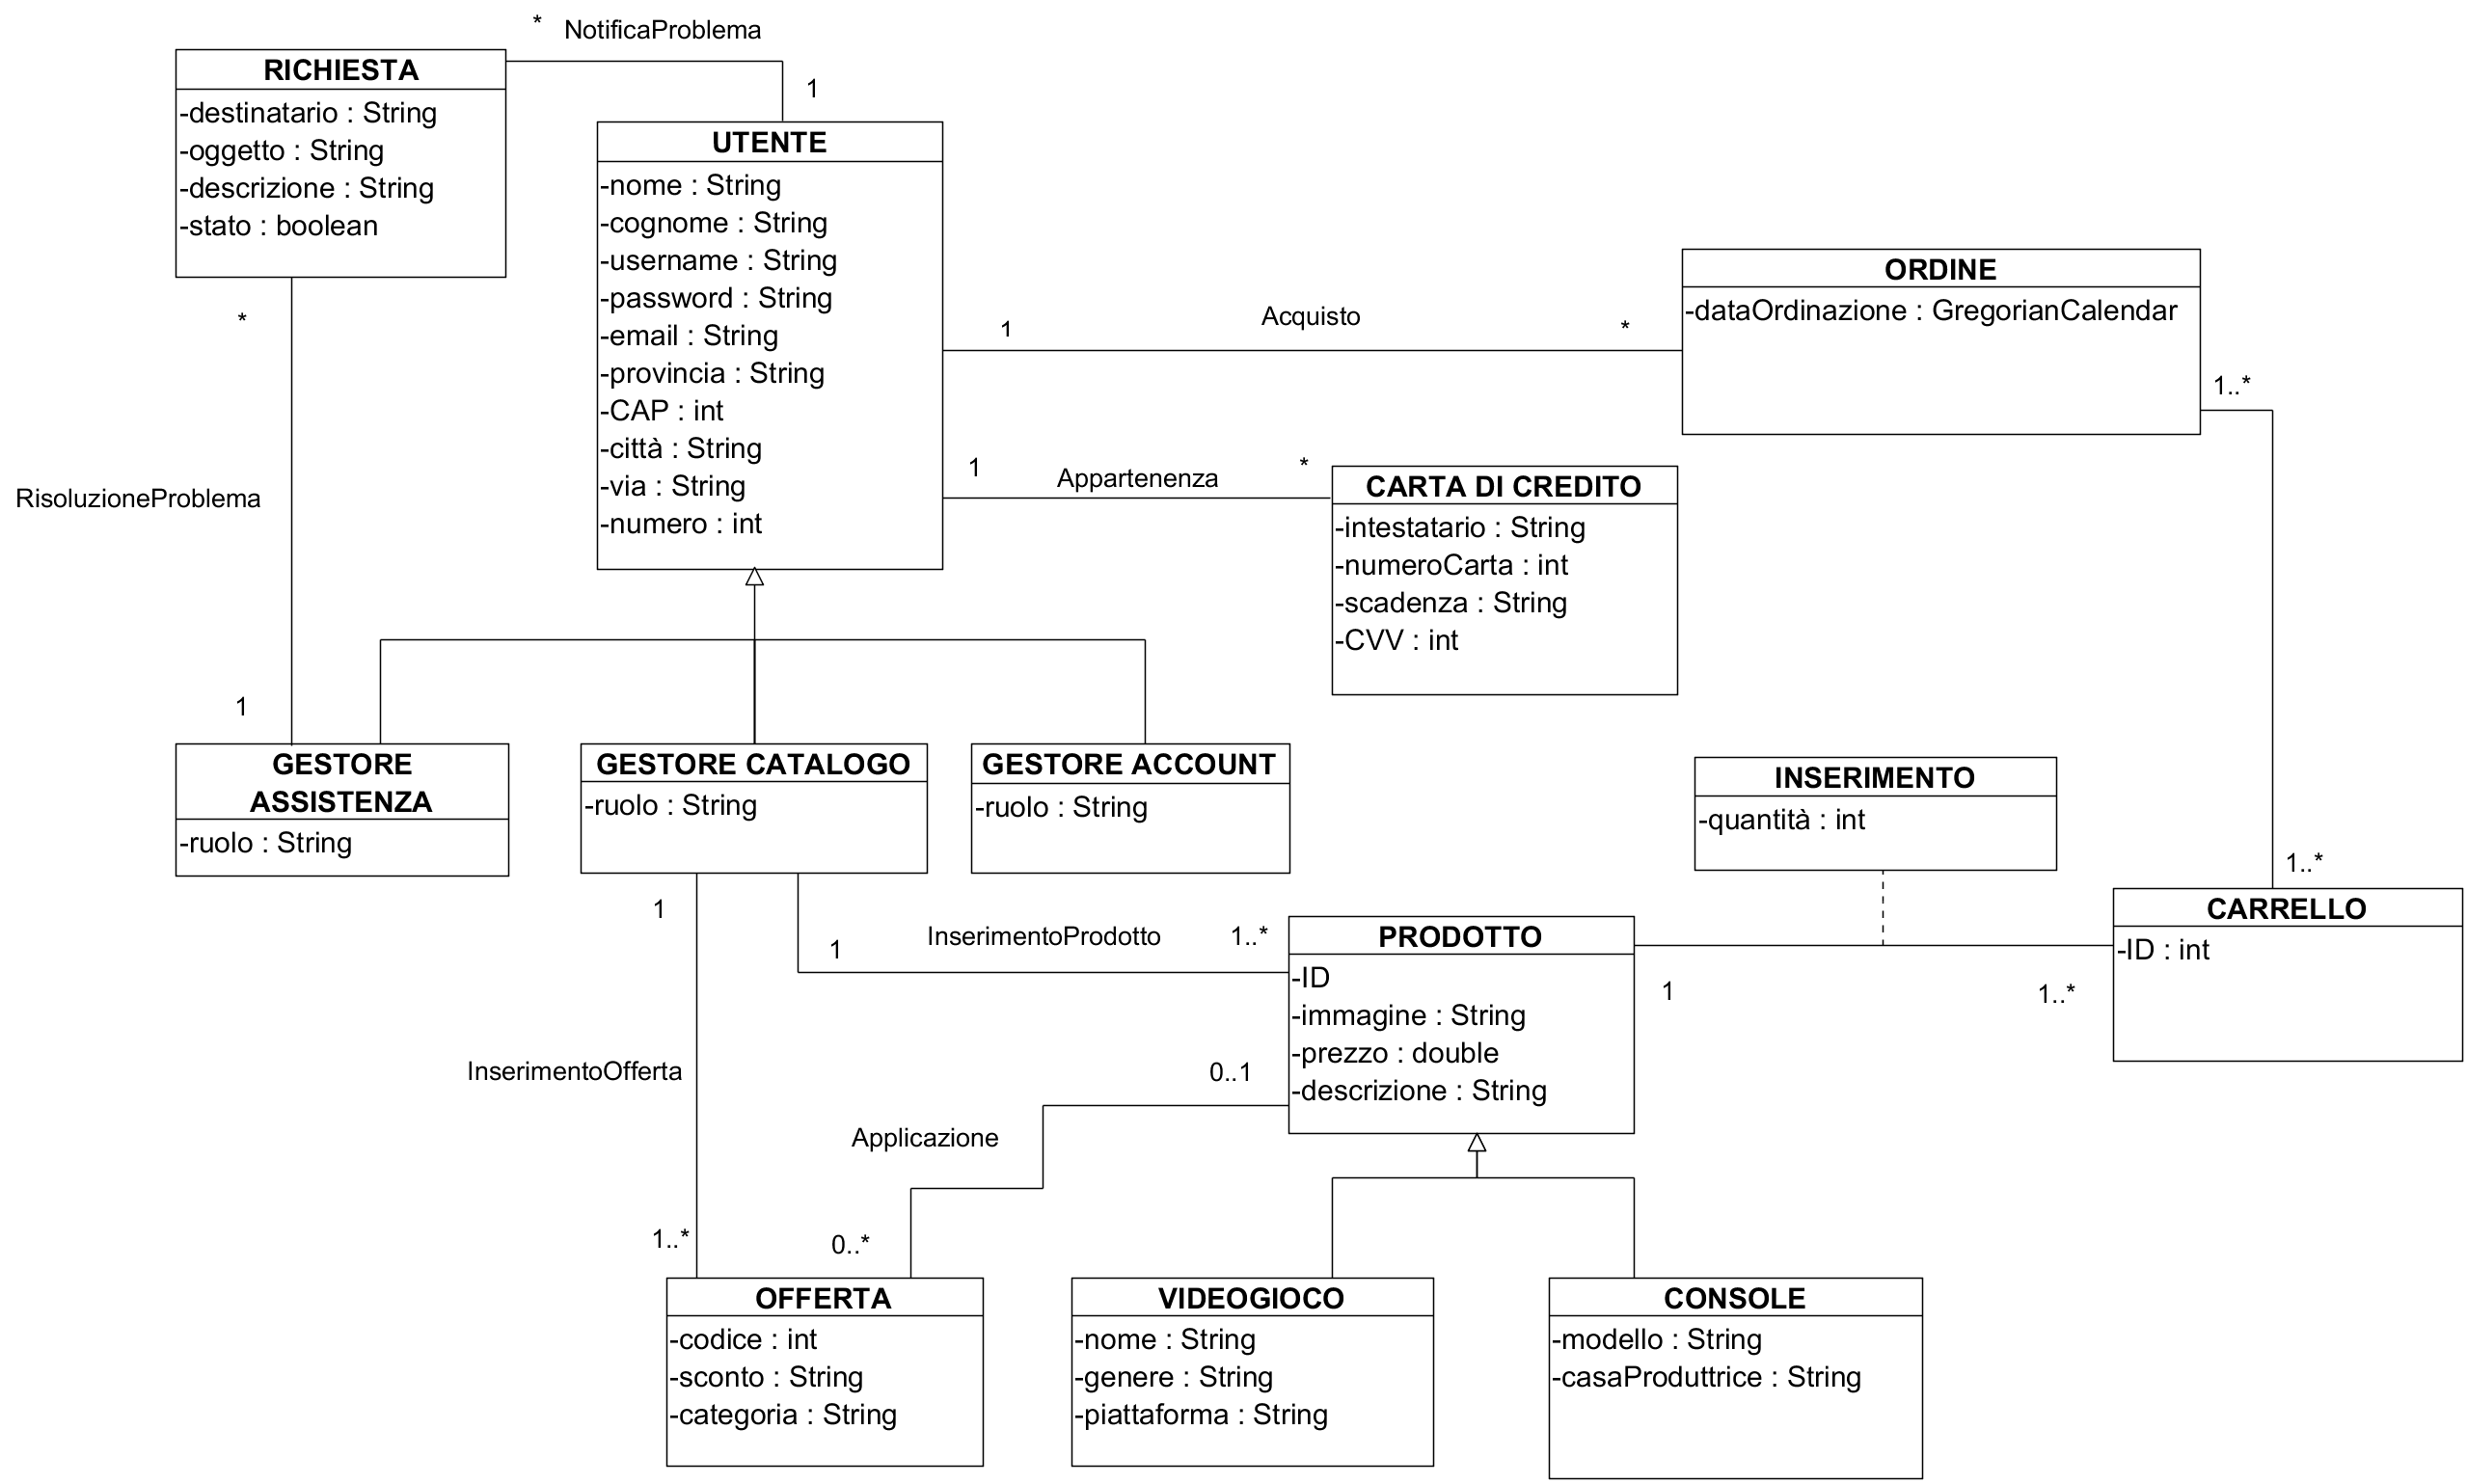 *
NotificaProblema
1
RICHIESTA
-destinatario : String
-oggetto : String
-descrizione : String
-stato : boolean
UTENTE
-nome : String
-cognome : String
-username : String
-password : String
-email : String
-provincia : String
-CAP : int
-città : String
-via : String
-numero : int
1
Acquisto
*
ORDINE
-dataOrdinazione : GregorianCalendar
1..*
1
Appartenenza
*
CARTA DI CREDITO
-intestatario : String
-numeroCarta : int
-scadenza : String
-CVV : int
*
RisoluzioneProblema
1
GESTORE
ASSISTENZA
-ruolo : String
GESTORE CATALOGO
-ruolo : String
GESTORE ACCOUNT
-ruolo : String
INSERIMENTO
-quantità : int
1..*
CARRELLO
-ID : int
1
1
InserimentoProdotto
1..*
PRODOTTO
-ID
-immagine : String
-prezzo : double
-descrizione : String
1
1..*
InserimentoOfferta
0..1
Applicazione
1..*
0..*
OFFERTA
-codice : int
-sconto : String
-categoria : String
VIDEOGIOCO
-nome : String
-genere : String
-piattaforma : String
CONSOLE
-modello : String
-casaProduttrice : String